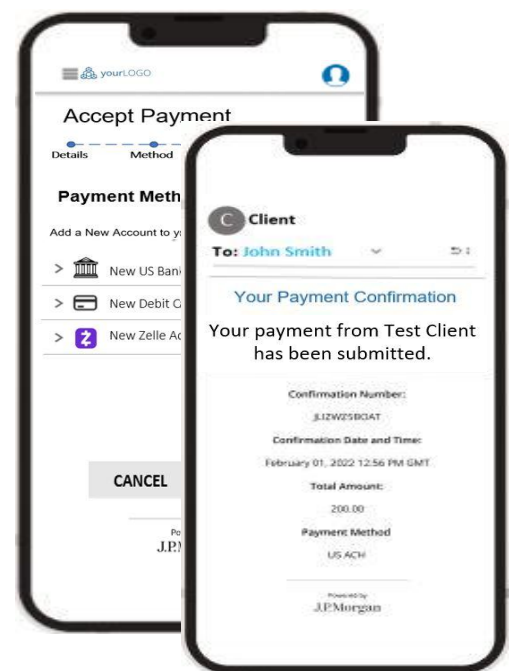 yourLOGO
Accept Payment
Details Method
Payment Meth
Add a New Account to y
New US Bank
New Debit C
New Zelle Ac
CANCEL
Po
J.P.M
C Client
To: John Smith
Your Payment Confirmation
Your payment from Test Client
has been submitted.
Confirmation Number:
Confirmation Date and Time:
February 01, 2022 12:56 PM GMT
Total Amount:
200.00
Payment Method
US ACH
Powered by
J.P.Morgan